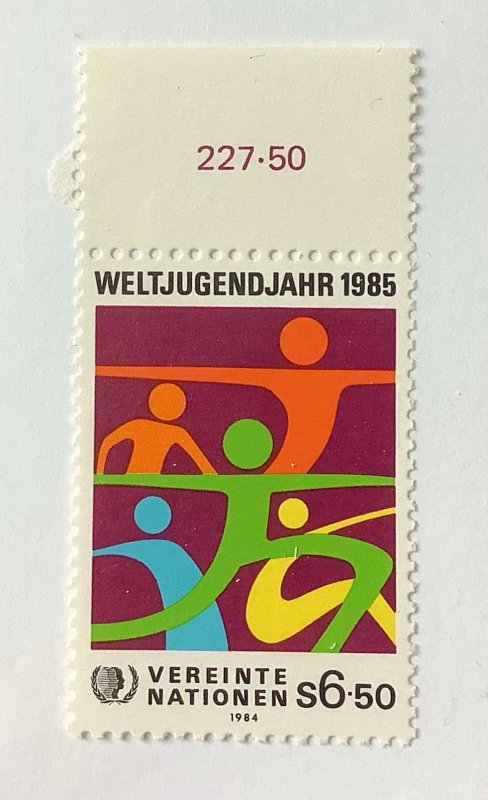 227·50
WELTJUGENDJAHR 1985
VEREINTE
NATIONEN S6·50
1984